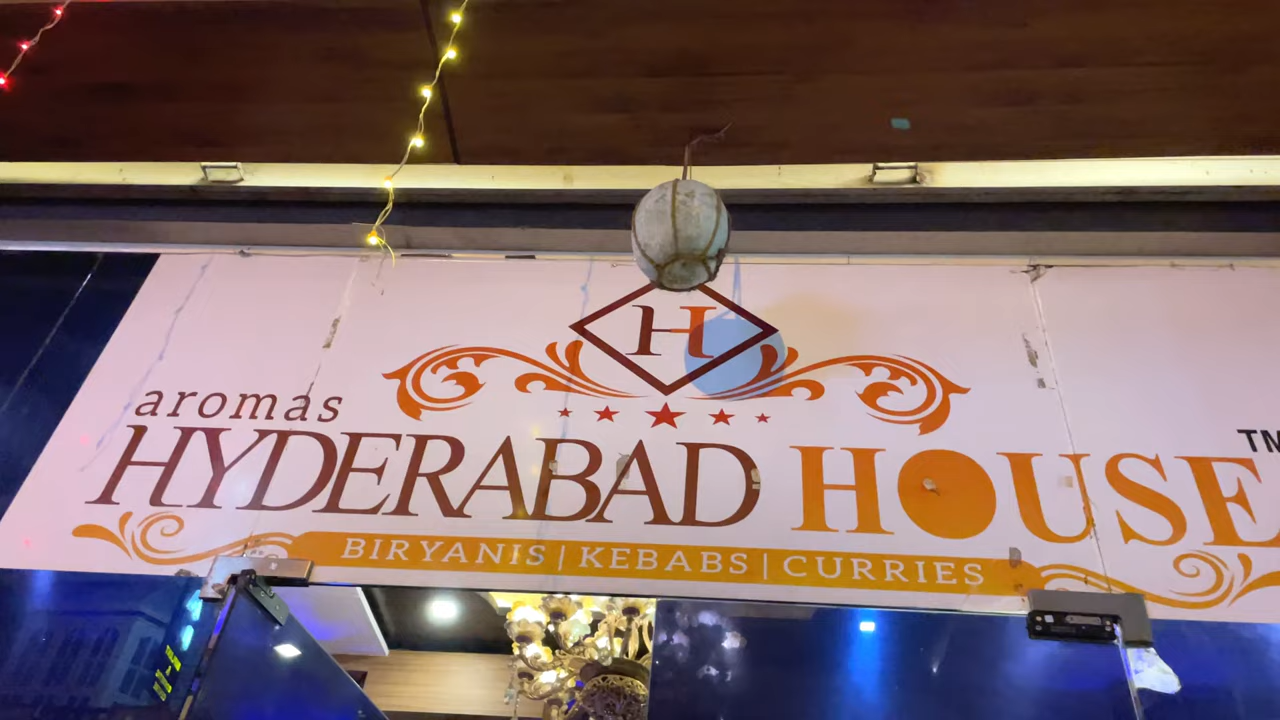 H
aromas
HYDERABAD HOUSE TM
BIRYANIS | KEBABS | CURRIES